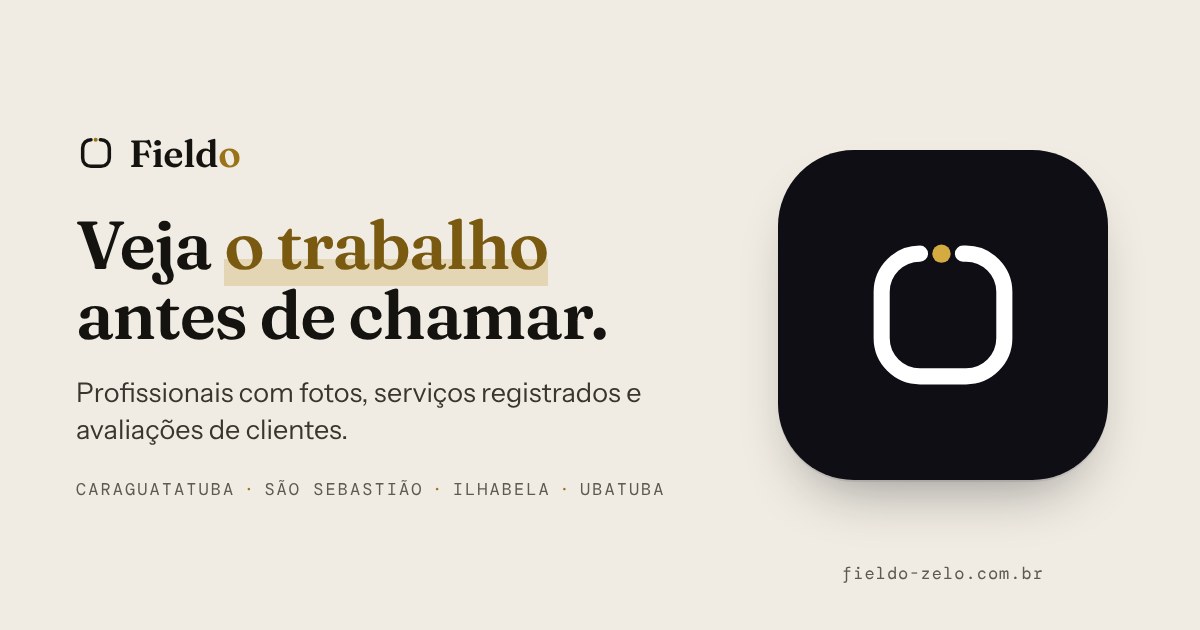 Fieldo
Veja o trabalho
antes de chamar.
Profissionais com fotos, serviços registrados e
avaliações de clientes.
CARAGUATATUBA · SÃO SEBASTIÃO · ILHABELA · UBATUBA
fieldo-zelo.com.br